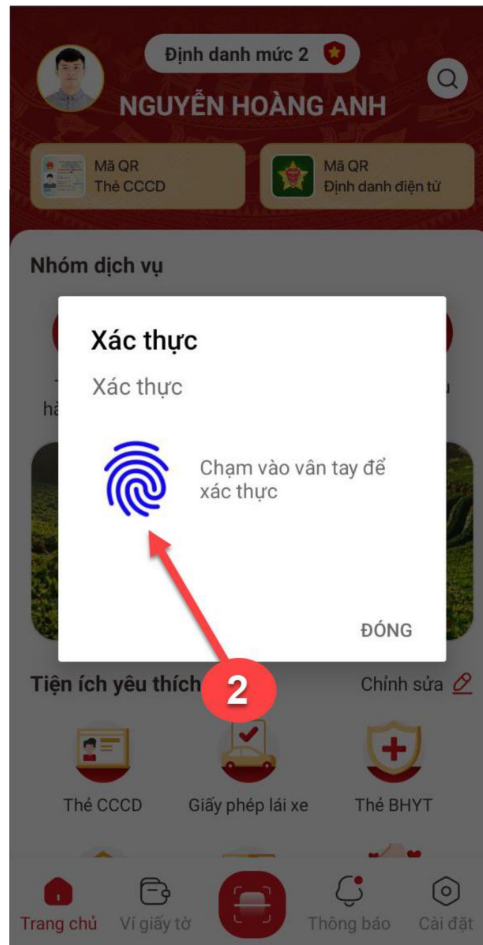 Định danh mức 2
NGUYỄN HOÀNG ANH
Mã QR
Thẻ CCCD
Mã QR
Định danh điện tử
Nhóm dịch vụ
Xác thực
Xác thực
Chạm vào vân tay để
xác thực
ĐÓNG
2
Tiện ích yêu thích
Chỉnh sửa
Thẻ CCCD
Giấy phép lái xe
Thẻ BHYT
Trang chủ
Ví giấy tờ
Thông báo
Cài đặt